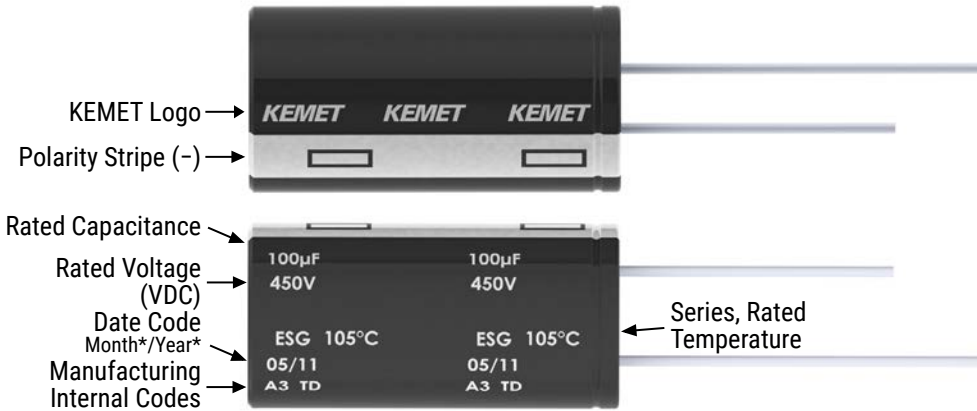 KEMET Logo
KEMET KEMET KEMET
Polarity Stripe (−)
Rated Capacitance
100µF 100µF
Rated Voltage
(VDC)
450V 450V
Date Code
Month*/Year*
ESG 105°C ESG 105°C
05/11 05/11
Manufacturing
Internal Codes
A3 TD A3 TD
Series, Rated
Temperature